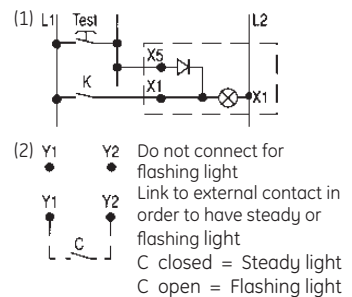 (1) L1 Test L2
X5
K X1 X1
(2) Y1 Y2 Do not connect for
flashing light
Link to external contact in
Y1 Y2 order to have steady or
flashing light
C
C closed = Steady light
C open = Flashing light